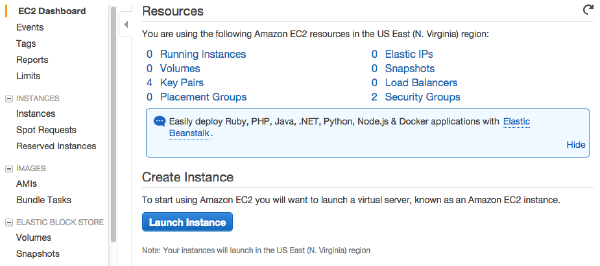 EC2 Dashboard
Events
Tags
Reports
Limits
INSTANCES
Instances
Spot Requests
Reserved Instances
IMAGES
AMIs
Bundle Tasks
ELASTIC BLOCK STORE
Volumes
Snapshots
Resources
You are using the following Amazon EC2 resources in the US East (N. Virginia) region:
0 Running Instances
0 Elastic IPs
0 Volumes
0 Snapshots
4 Key Pairs
0 Load Balancers
0 Placement Groups
2 Security Groups
Easily deploy Ruby, PHP, Java, .NET, Python, Node.js & Docker applications with Elastic
Beanstalk.
Hide
Create Instance
To start using Amazon EC2 you will want to launch a virtual server, known as an Amazon EC2 instance.
Launch Instance
Note: Your instances will launch in the US East (N. Virginia) region